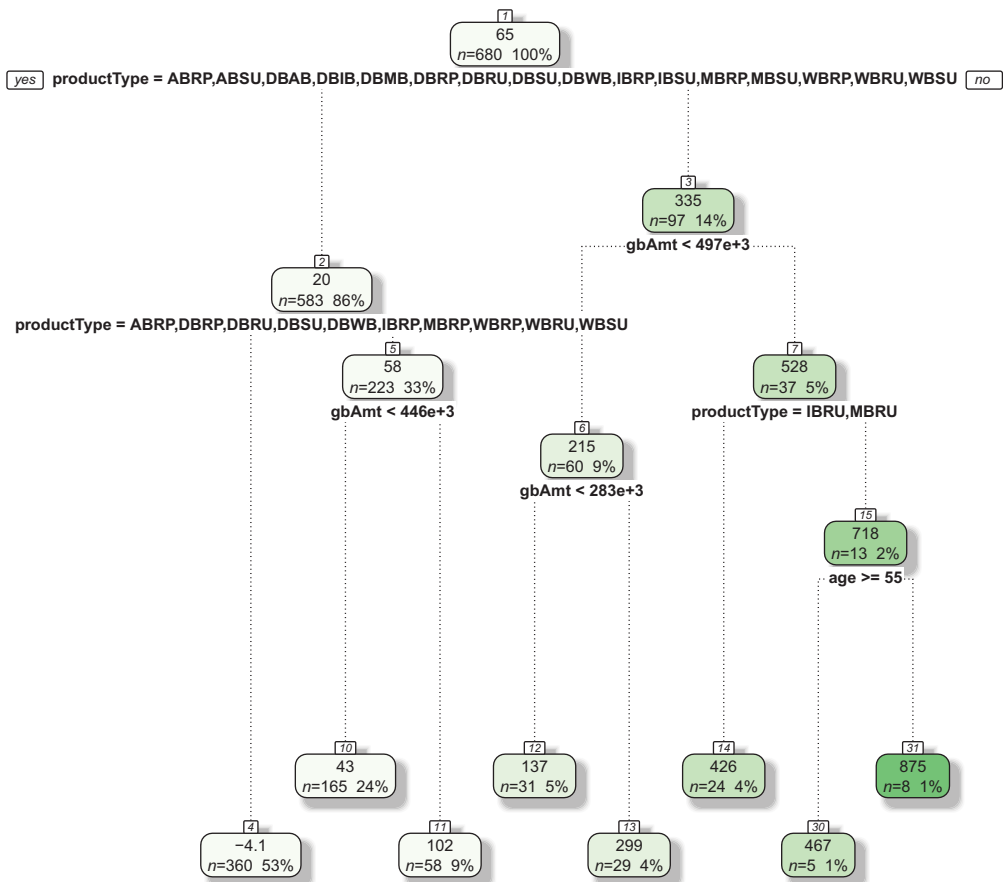 1
65
n=680 100%
yes productType = ABRP,ABSU,DBAB,DBIB,DBMB,DBRP,DBRU,DBSU,DBWB,IBRP,IBSU,MBRP,MBSU,WBRP,WBRU,WBSU no
3
335
n=97 14%
gbAmt < 497e+3
2
20
n=583 86%
productType = ABRP,DBRP,DBRU,DBSU,DBWB,IBRP,MBRP,WBRP,WBRU,WBSU
5
58
n=223 33%
gbAmt < 446e+3
7
528
n=37 5%
productType = IBRU,MBRU
6
215
n=60 9%
gbAmt < 283e+3
15
718
n=13 2%
age >= 55
10
43
n=165 24%
12
137
n=31 5%
14
426
n=24 4%
31
875
n=8 1%
4
−4.1
n=360 53%
11
102
n=58 9%
13
299
n=29 4%
30
467
n=5 1%